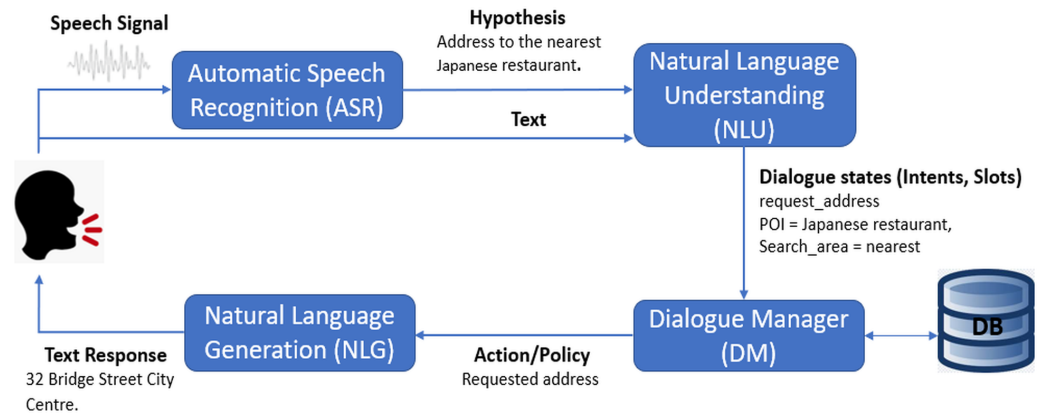 Speech Signal
Automatic Speech
Recognition (ASR)
Hypothesis
Address to the nearest
Japanese restaurant.
Text
Natural Language
Understanding
(NLU)
Dialogue states (Intents, Slots)
request_address
POI = Japanese restaurant,
Search_area = nearest
Dialogue Manager
(DM)
DB
Action/Policy
Requested address
Natural Language
Generation (NLG)
Text Response
32 Bridge Street City
Centre.